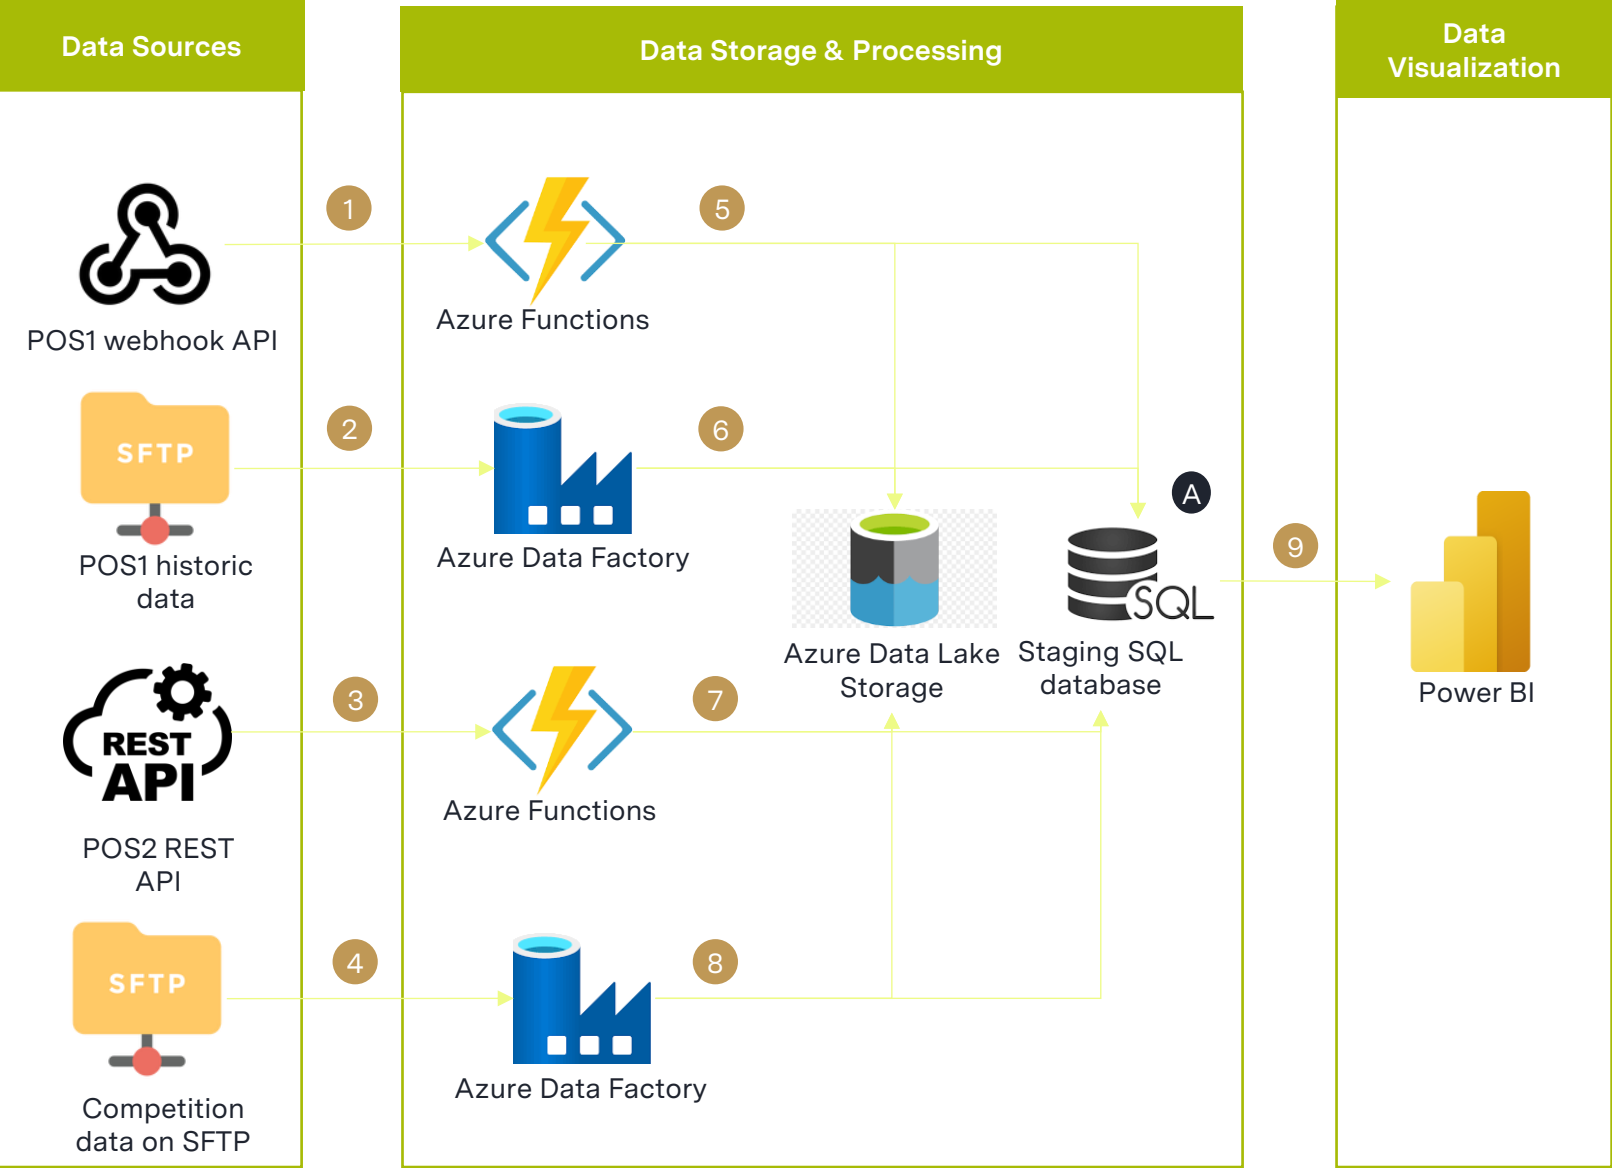 Data Sources
Data Storage & Processing
Data
Visualization
1
5
Azure Functions
POS1 webhook API
SFTP
2
6
Azure Data Factory
POS1 historic
data
A
9
SQL
Azure Data Lake
Storage
Staging SQL
database
Power BI
REST
API
3
7
Azure Functions
POS2 REST
API
SFTP
4
8
Azure Data Factory
Competition
data on SFTP